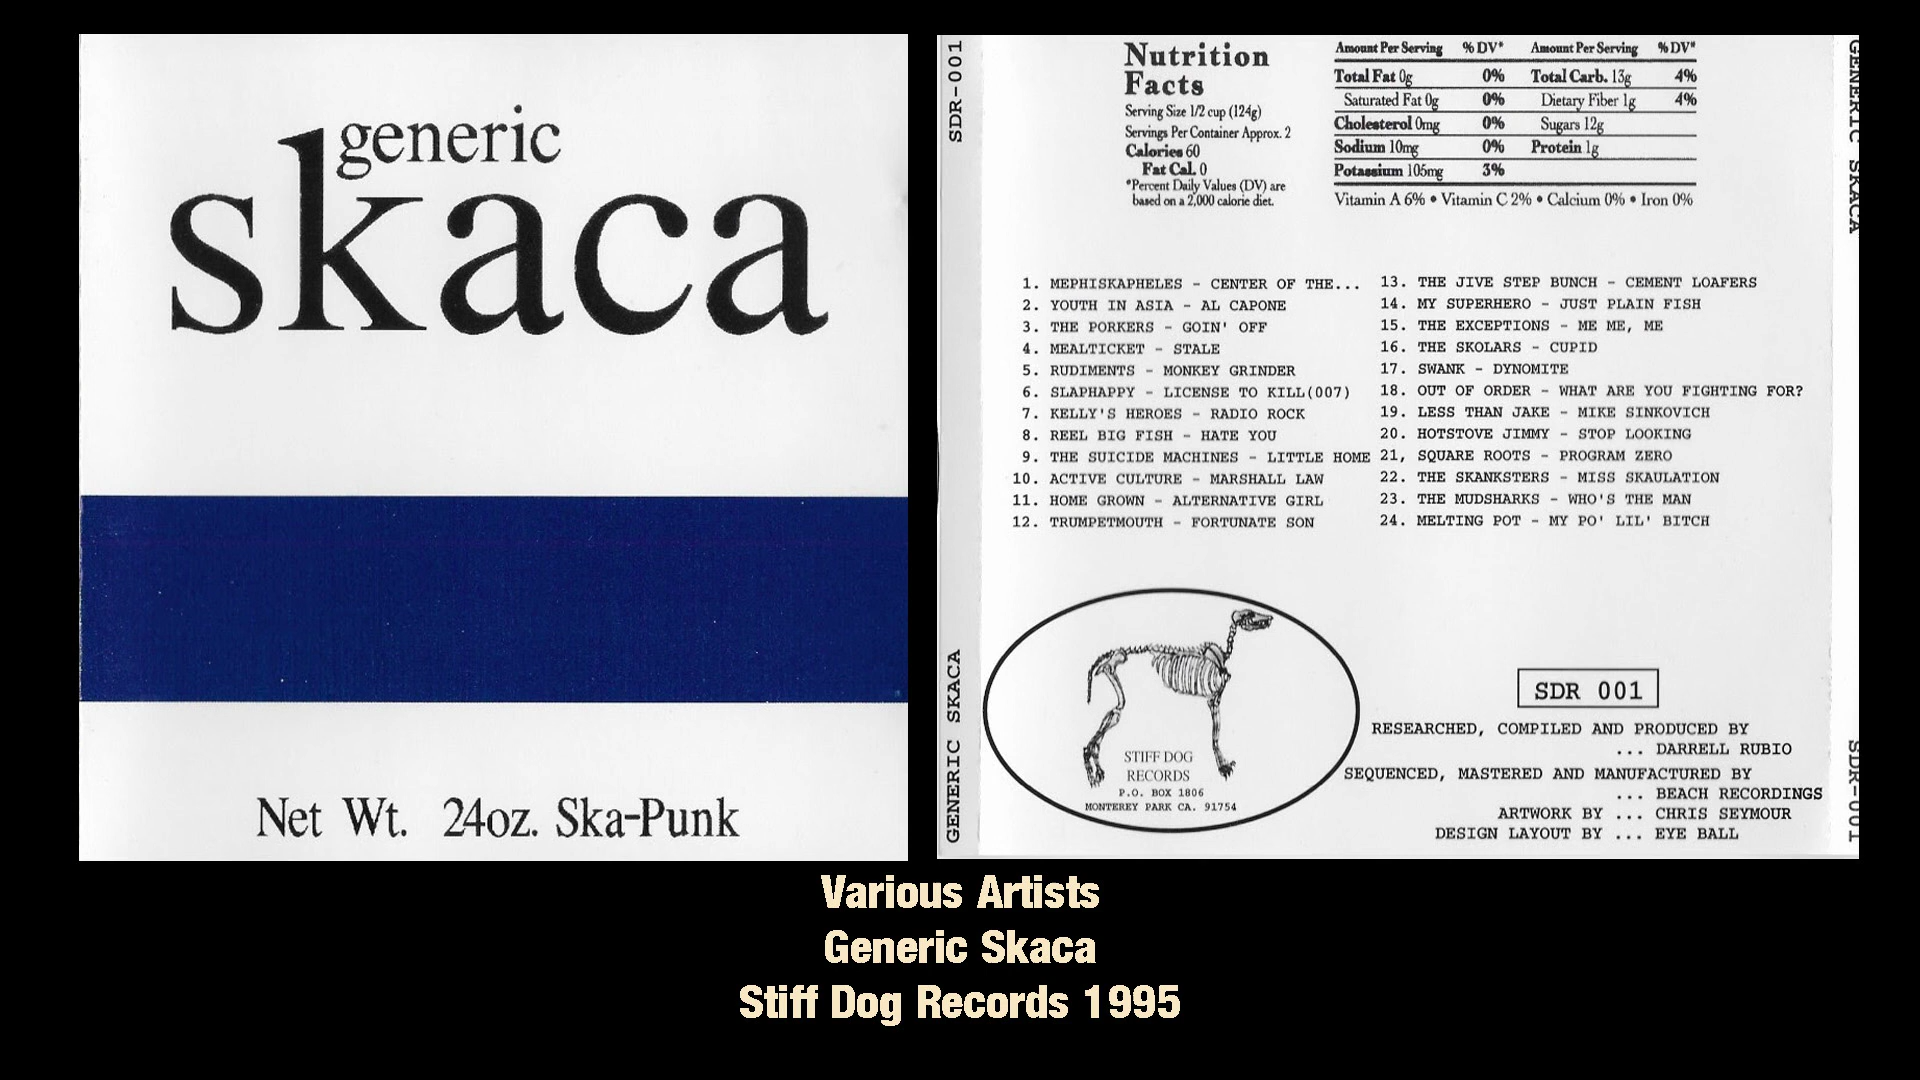 generic
skaca
Net Wt. 24oz. Ska-Punk
SDR-001
GENERIC SKACA
Nutrition
Facts
Serving Size 1/2 cup (124g)
Servings Per Container Approx. 2
Calories 60
Fat Cal. 0
*Percent Daily Values (DV) are
based on a 2,000 calorie diet.
Amount Per Serving %DV* Amount Per Serving %DV*
Total Fat 0g 0% Total Carb. 13g 4%
Saturated Fat 0g 0% Dietary Fiber 1g 4%
Cholesterol 0mg 0% Sugars 12g
Sodium 10mg 0% Protein 1g
Potassium 105mg 3%
Vitamin A 6% • Vitamin C 2% • Calcium 0% • Iron 0%
1. MEPHISKAPHELES - CENTER OF THE...
2. YOUTH IN ASIA - AL CAPONE
3. THE PORKERS - GOIN' OFF
4. MEALTICKET - STALE
5. RUDIMENTS - MONKEY GRINDER
6. SLAPHAPPY - LICENSE TO KILL(007)
7. KELLY'S HEROES - RADIO ROCK
8. REEL BIG FISH - HATE YOU
9. THE SUICIDE MACHINES - LITTLE HOME
10. ACTIVE CULTURE - MARSHALL LAW
11. HOME GROWN - ALTERNATIVE GIRL
12. TRUMPETMOUTH - FORTUNATE SON
13. THE JIVE STEP BUNCH - CEMENT LOAFERS
14. MY SUPERHERO - JUST PLAIN FISH
15. THE EXCEPTIONS - ME ME, ME
16. THE SKOLARS - CUPID
17. SWANK - DYNOMITE
18. OUT OF ORDER - WHAT ARE YOU FIGHTING FOR?
19. LESS THAN JAKE - MIKE SINKOVICH
20. HOTSTOVE JIMMY - STOP LOOKING
21, SQUARE ROOTS - PROGRAM ZERO
22. THE SKANKSTERS - MISS SKAULATION
23. THE MUDSHARKS - WHO'S THE MAN
24. MELTING POT - MY PO' LIL' BITCH
STIFF DOG
RECORDS
P.O. BOX 1806
MONTEREY PARK CA. 91754
SDR 001
RESEARCHED, COMPILED AND PRODUCED BY
... DARRELL RUBIO
SEQUENCED, MASTERED AND MANUFACTURED BY
... BEACH RECORDINGS
ARTWORK BY ... CHRIS SEYMOUR
DESIGN LAYOUT BY ... EYE BALL
GENERIC SKACA
SDR-001
Various Artists
Generic Skaca
Stiff Dog Records 1995